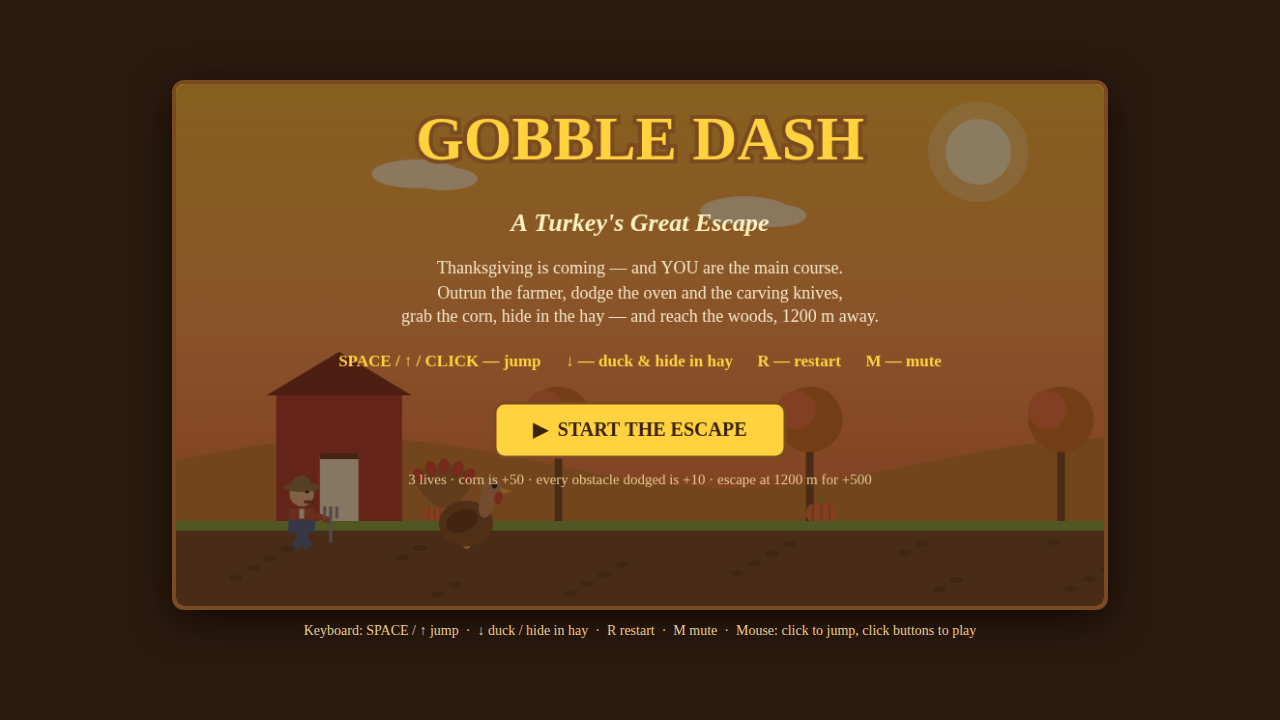 GOBBLE DASH
A Turkey's Great Escape
Thanksgiving is coming — and YOU are the main course.
Outrun the farmer, dodge the oven and the carving knives,
grab the corn, hide in the hay — and reach the woods, 1200 m away.
SPACE / ↑ / CLICK — jump ↓ — duck & hide in hay R — restart M — mute
▶ START THE ESCAPE
3 lives · corn is +50 · every obstacle dodged is +10 · escape at 1200 m for +500
Keyboard: SPACE / ↑ jump · ↓ duck / hide in hay · R restart · M mute · Mouse: click to jump, click buttons to play